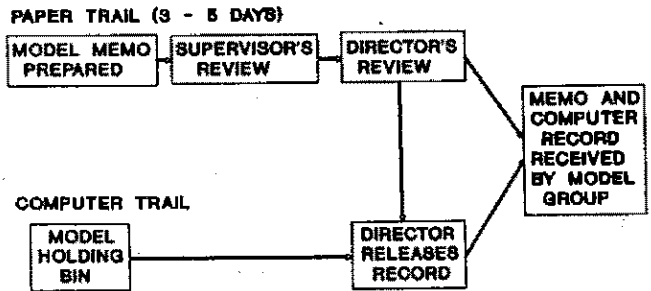 PAPER TRAIL (3 - 5 DAYS)
MODEL MEMO
PREPARED
SUPERVISOR'S
REVIEW
DIRECTOR'S
REVIEW
MEMO AND
COMPUTER
RECORD
RECEIVED
BY MODEL
GROUP
COMPUTER TRAIL
MODEL
HOLDING
BIN
DIRECTOR
RELEASES
RECORD